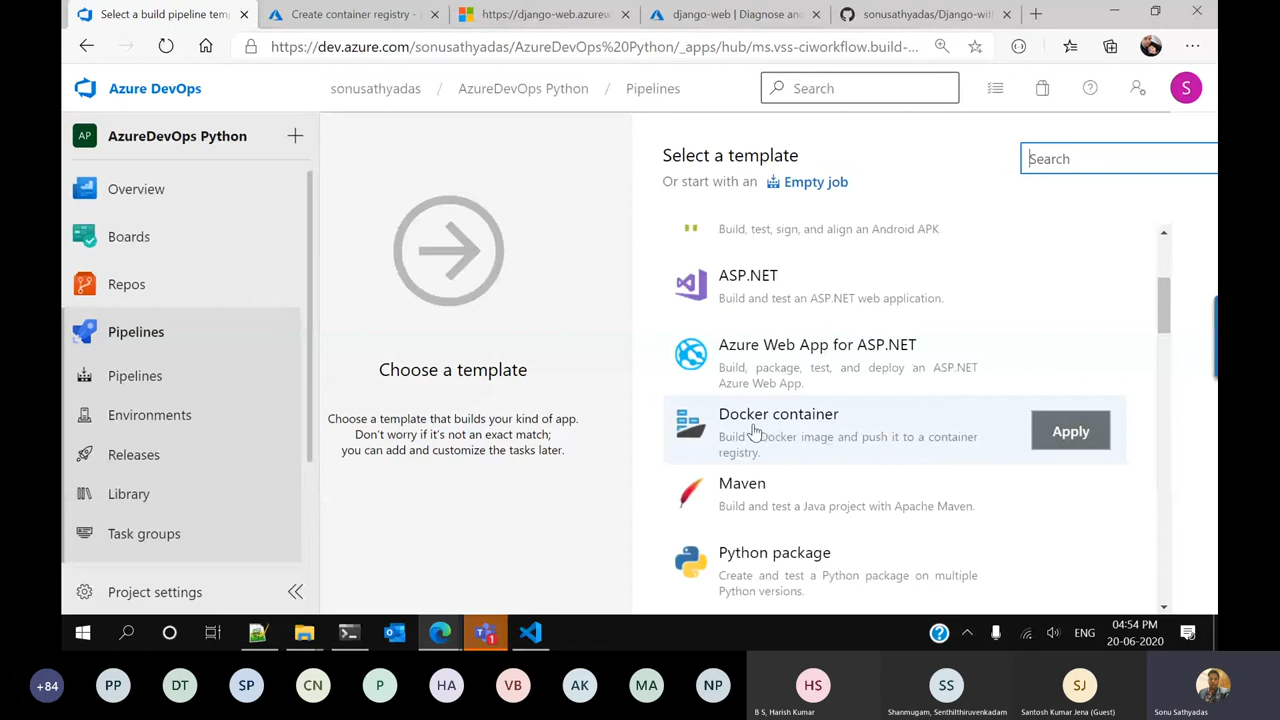 Select a build pipeline tem
Create container registry -
https://django-web.azurew
django-web | Diagnose an
sonusathyadas/Django-wit
https://dev.azure.com/sonusathyadas/AzureDevOps%20Python/_apps/hub/ms.vss-ciworkflow.build-...
Azure DevOps
sonusathyadas / AzureDevOps Python / Pipelines
Search
S
AP
AzureDevOps Python
Overview
Boards
Repos
Pipelines
Pipelines
Environments
Releases
Library
Task groups
Project settings
Choose a template
Choose a template that builds your kind of app.
Don't worry if it's not an exact match;
you can add and customize the tasks later.
Select a template
Or start with an Empty job
Search
Build, test, sign, and align an Android APK.
ASP.NET
Build and test an ASP.NET web application.
Azure Web App for ASP.NET
Build, package, test, and deploy an ASP.NET
Azure Web App.
Docker container
Build Docker image and push it to a container
registry.
Apply
Maven
Build and test a Java project with Apache Maven.
Python package
Create and test a Python package on multiple
Python versions.
1
ENG
04:54 PM
20-06-2020
+84
PP
DT
SP
CN
P
HA
VB
AK
MA
NP
HS
B S, Harish Kumar
SS
Shanmugam, Senthilthiruvenkadam
SJ
Santosh Kumar Jena (Guest)
Sonu Sathyadas